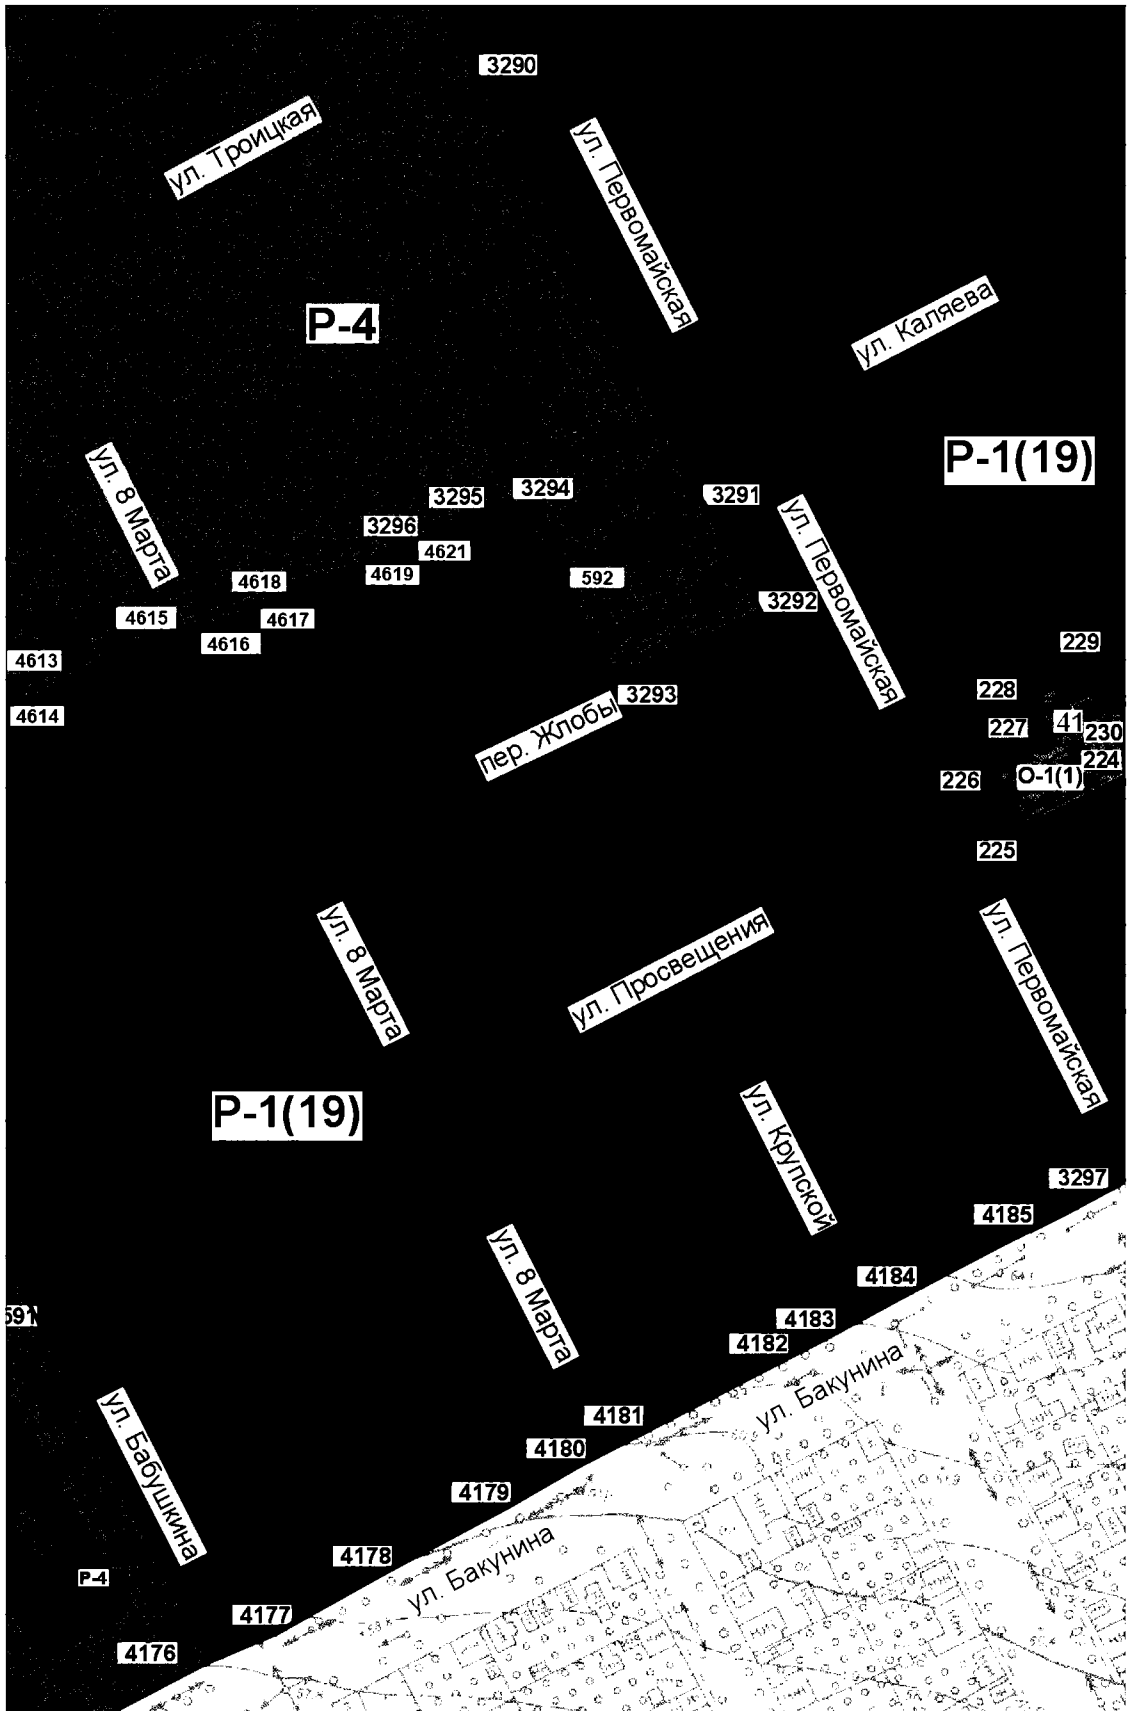 3290
ул. Троицкая
ул. Первомайская
ул. Каляева
Р-4
Р-1(19)
ул. 8 Марта
3295
3294
3291
3296
4621
4619
592
ул. Первомайская
4618
3292
4615
4617
4616
229
4613
228
3293
4614
41
227
230
пер. Жлобы
224
О-1(1)
226
225
ул. 8 Марта
ул. Просвещения
ул. Первомайская
Р-1(19)
ул. Крупской
3297
4185
ул. 8 Марта
4184
591
4183
4182
ул. Бакунина
ул. Бабушкина
4181
4180
4179
4178
ул. Бакунина
Р-4
4177
4176